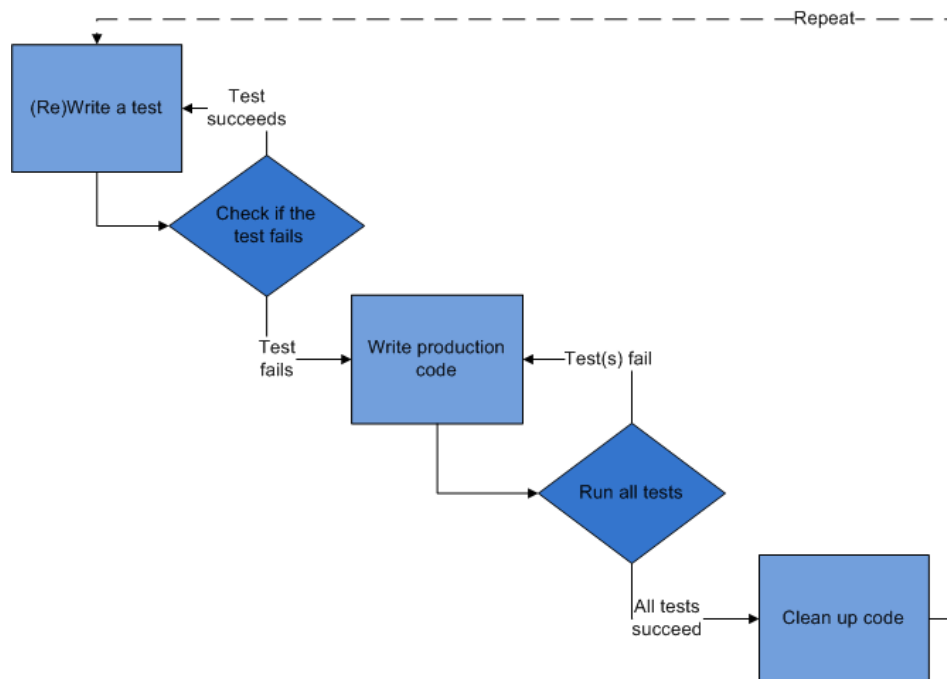 Repeat
(Re)Write a test
Test
succeeds
Check if the
test fails
Test
fails
Write production
code
Test(s) fail
Run all tests
All tests
succeed
Clean up code